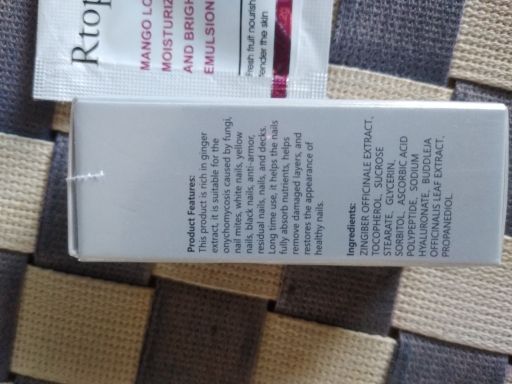 Rtop
MANGO LO
MOISTURIZ
AND BRIGH
EMULSION
Fresh fruit nourish
tender the skin
Product Features:
This product is rich in ginger
extract, it is suitable for the
onychomycosis caused by fungi,
nail mites, white nails, yellow
nails, black nails, anti-armor,
residual nails, nails, and decks.
Long time use, it helps the nails
fully absorb nutrients, helps
remove damaged layers, and
restores the appearance of
healthy nails.
Ingredients:
ZINGIBER OFFICINALE EXTRACT,
TOCOPHEROL, SUCROSE
STEARATE, GLYCERIN,
SORBITOL, ASCORBIC ACID
POLYPEPTIDE, SODIUM
HYALURONATE, BUDDLEJA
OFFICINALIS LEAF EXTRACT,
PROPANEDIOL.